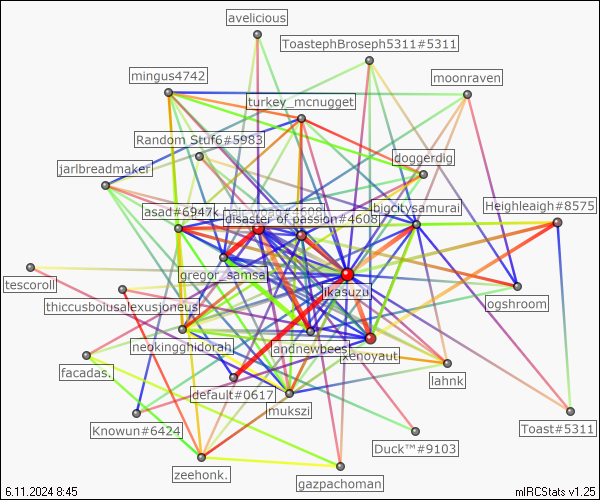 avelicious
ToastephBroseph5311#5311
mingus4742
moonraven
turkey_mcnugget
Random_Stuf6#5983
doggerdig
jarlbreadmaker
Heighleaigh#8575
asad#6947
disaster of passion#4608
bigcitysamurai
gregor_samsa
tescoroll
ikasuzu
thiccusboiusalexusjoneus
ogshroom
neokingghidorah
andnewbees
xenoyaut
facadas.
default#0617
lahnk
mukszi
Knowun#6424
Toast#5311
Duck™#9103
zeehonk.
gazpachoman
6.11.2024 8:45
mIRCStats v1.25